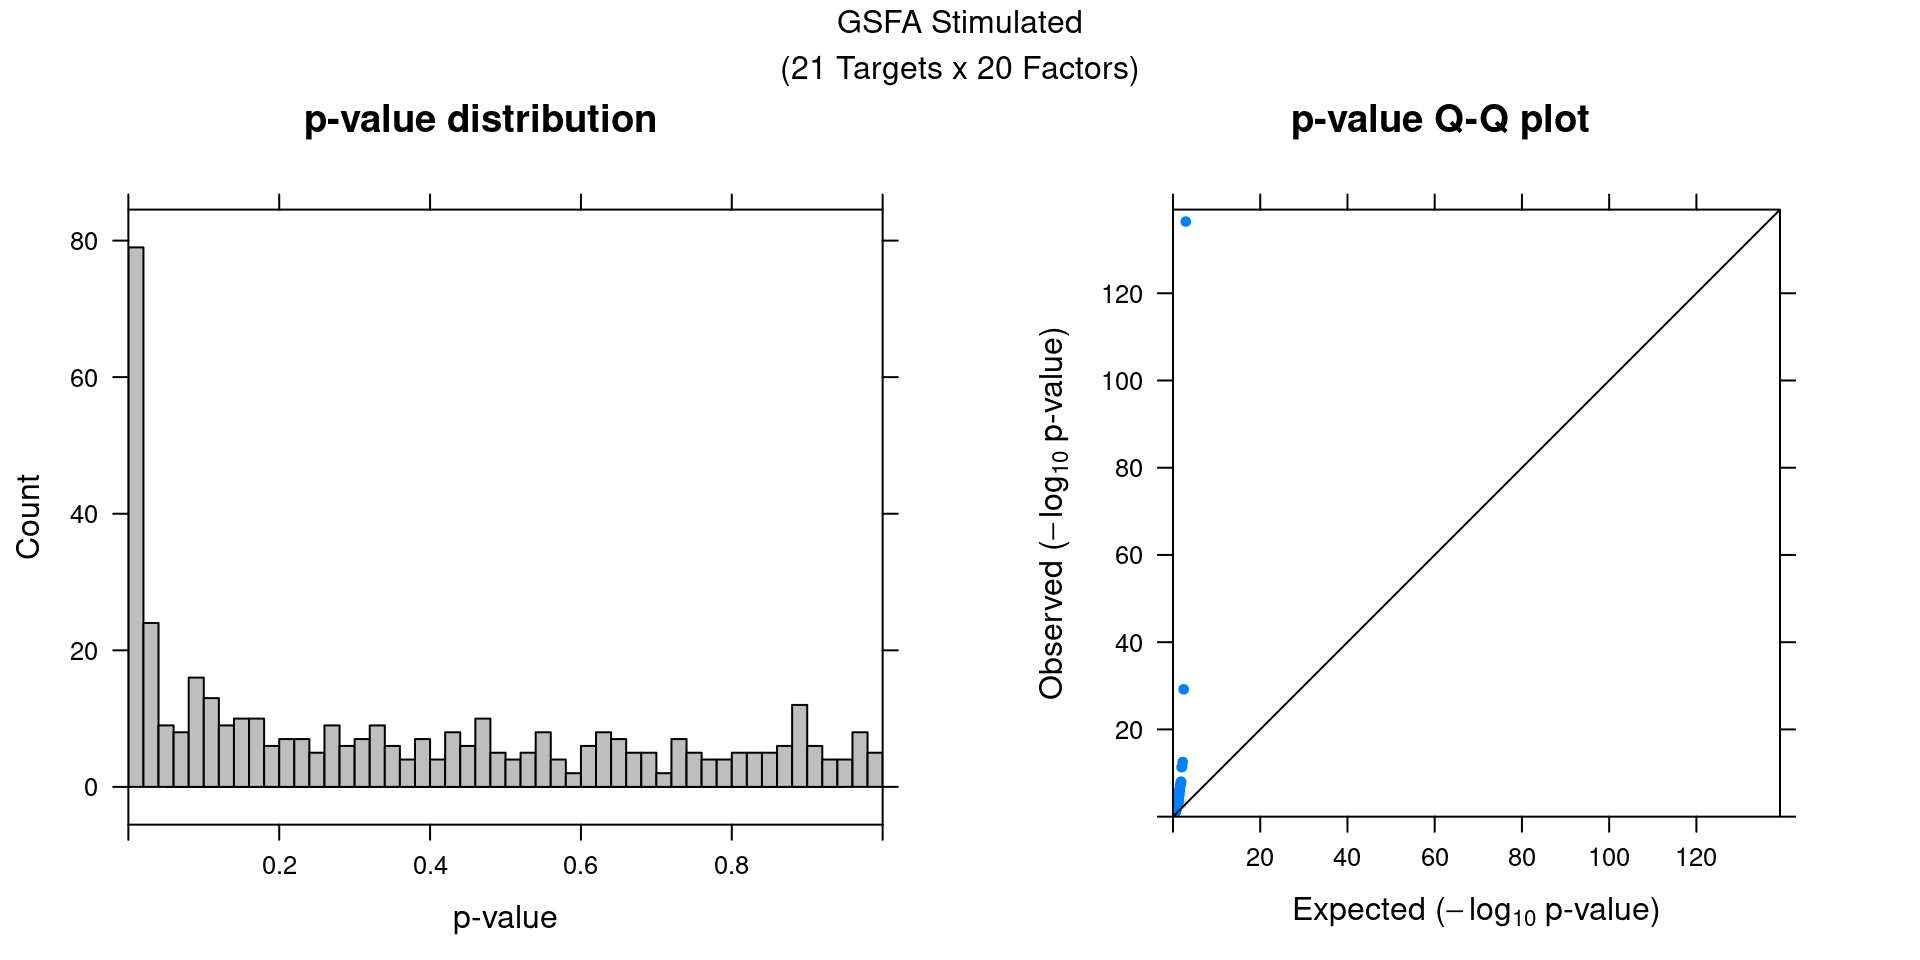 GSFA Stimulated
(21 Targets x 20 Factors)
p-value distribution
80
60
40
20
0
Count
0.2 0.4 0.6 0.8
p-value
p-value Q-Q plot
120
100
80
60
40
20
Observed (−log10 p-value)
20 40 60 80 100 120
Expected (−log10 p-value)